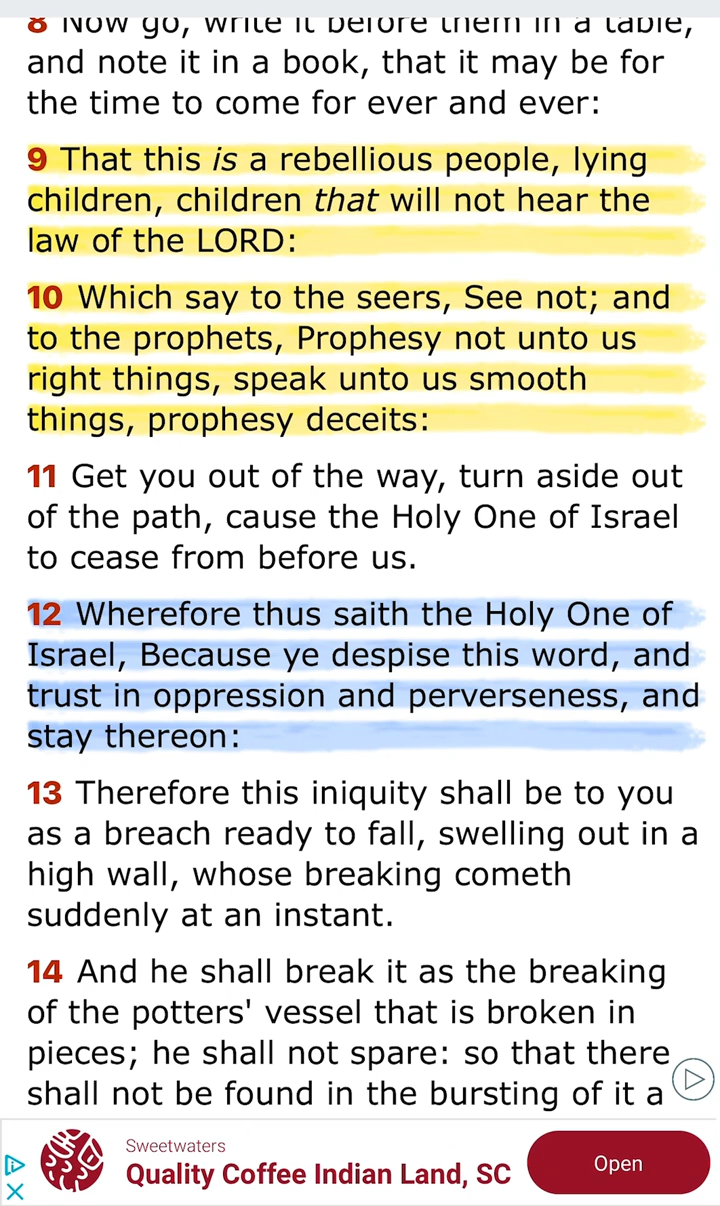 8 Now go, write it before them in a table,
and note it in a book, that it may be for
the time to come for ever and ever:
9 That this is a rebellious people, lying
children, children that will not hear the
law of the LORD:
10 Which say to the seers, See not; and
to the prophets, Prophesy not unto us
right things, speak unto us smooth
things, prophesy deceits:
11 Get you out of the way, turn aside out
of the path, cause the Holy One of Israel
to cease from before us.
12 Wherefore thus saith the Holy One of
Israel, Because ye despise this word, and
trust in oppression and perverseness, and
stay thereon:
13 Therefore this iniquity shall be to you
as a breach ready to fall, swelling out in a
high wall, whose breaking cometh
suddenly at an instant.
14 And he shall break it as the breaking
of the potters' vessel that is broken in
pieces; he shall not spare: so that there
shall not be found in the bursting of it a
Sweetwaters
Quality Coffee Indian Land, SC
Open